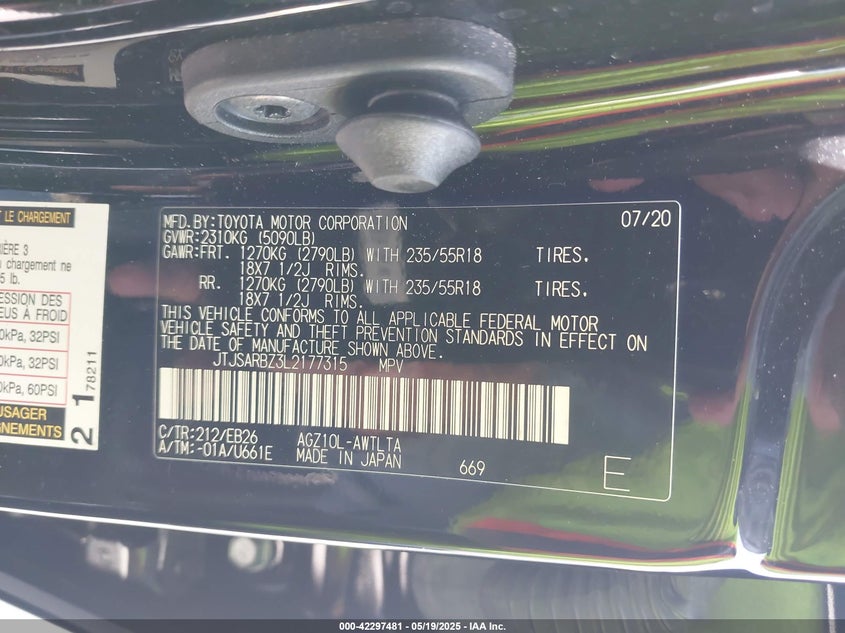 T LE CHARGEMENT
IÈRE 3
u chargement ne
5 lb.
ESSION DES
EUS À FROID
0kPa, 32PSI
0kPa, 32PSI
0kPa, 60PSI
USAGER
GNEMENTS
21 78211
MFD.BY:TOYOTA MOTOR CORPORATION 07/20
GVWR:2310KG (5090LB)
GAWR:FRT. 1270KG (2790LB) WITH 235/55R18 TIRES.
18X7 1/2J RIMS.
RR. 1270KG (2790LB) WITH 235/55R18 TIRES.
18X7 1/2J RIMS.
THIS VEHICLE CONFORMS TO ALL APPLICABLE FEDERAL MOTOR
VEHICLE SAFETY AND THEFT PREVENTION STANDARDS IN EFFECT ON
THE DATE OF MANUFACTURE SHOWN ABOVE.
JTJSARBZ3L2177315 MPV
C/TR:212/EB26 AGZ10L-AWTLTA
A/TM:-01A/U661E MADE IN JAPAN 669 E
000-42297481 - 05/19/2025 - IAA Inc.